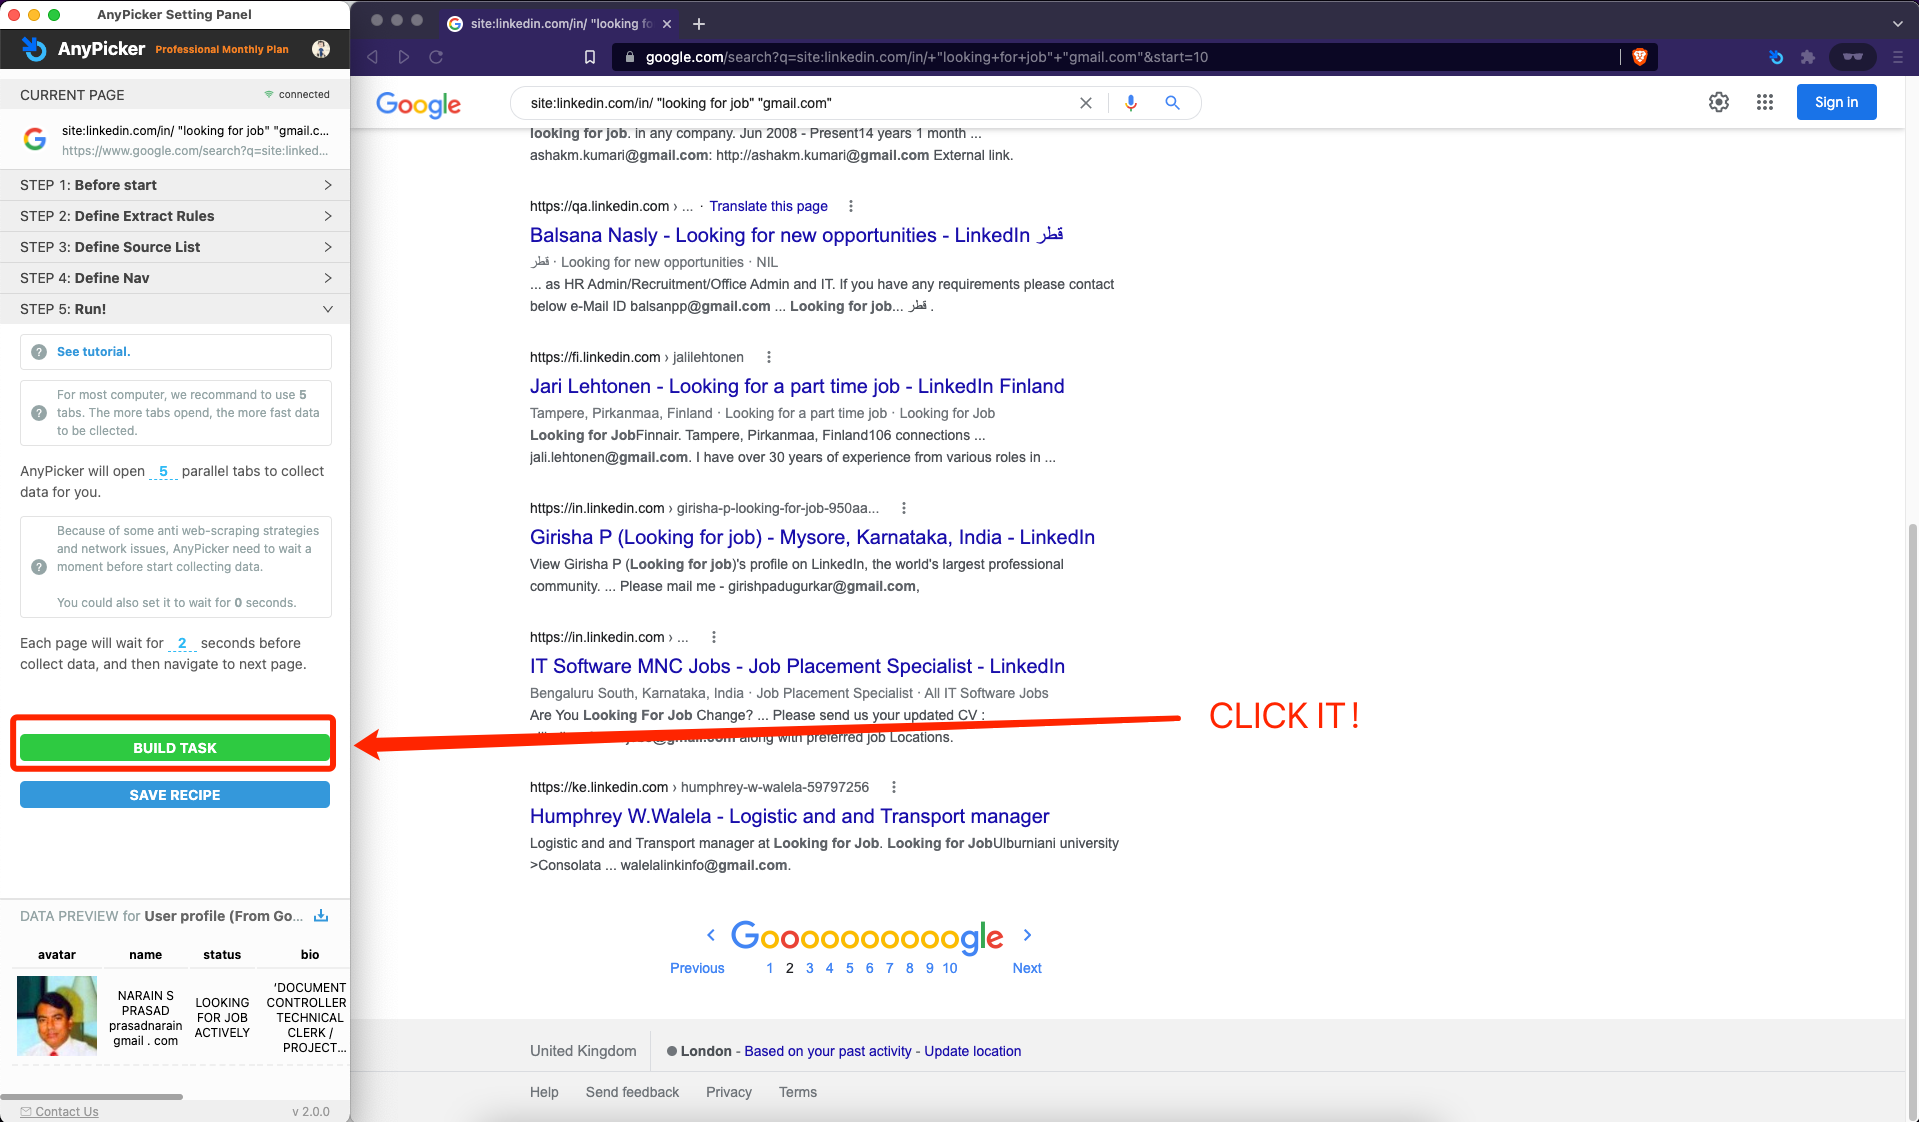 AnyPicker Setting Panel
AnyPicker Professional Monthly Plan
CURRENT PAGE connected
site:linkedin.com/in/ "looking for job" "gmail.c...
https://www.google.com/search?q=site:linked...
STEP 1: Before start
STEP 2: Define Extract Rules
STEP 3: Define Source List
STEP 4: Define Nav
STEP 5: Run!
? See tutorial.
For most computer, we recommand to use 5
? tabs. The more tabs opend, the more fast data
to be cllected.
AnyPicker will open 5 parallel tabs to collect
data for you.
Because of some anti web-scraping strategies
and network issues, AnyPicker need to wait a
? moment before start collecting data.
You could also set it to wait for 0 seconds.
Each page will wait for 2 seconds before
collect data, and then navigate to next page.
BUILD TASK
SAVE RECIPE
DATA PREVIEW for User profile (From Go...
avatar name status bio
NARAIN S
PRASAD
prasadnarain
gmail . com
LOOKING
FOR JOB
ACTIVELY
‘DOCUMENT
CONTROLLER
TECHNICAL
CLERK /
PROJECT...
Contact Us v 2.0.0
site:linkedin.com/in/ "looking fo
google.com/search?q=site:linkedin.com/in/+"looking+for+job"+"gmail.com"&start=10
Google
site:linkedin.com/in/ "looking for job" "gmail.com"
Sign in
looking for job. in any company. Jun 2008 - Present14 years 1 month ...
ashakm.kumari@gmail.com: http://ashakm.kumari@gmail.com External link.
https://qa.linkedin.com › ... · Translate this page
Balsana Nasly - Looking for new opportunities - LinkedIn قطر
قطر · Looking for new opportunities · NIL
... as HR Admin/Recruitment/Office Admin and IT. If you have any requirements please contact
below e-Mail ID balsanpp@gmail.com ... Looking for job... قطر .
https://fi.linkedin.com › jalilehtonen
Jari Lehtonen - Looking for a part time job - LinkedIn Finland
Tampere, Pirkanmaa, Finland · Looking for a part time job · Looking for Job
Looking for JobFinnair. Tampere, Pirkanmaa, Finland106 connections ...
jali.lehtonen@gmail.com. I have over 30 years of experience from various roles in ...
https://in.linkedin.com › girisha-p-looking-for-job-950aa...
Girisha P (Looking for job) - Mysore, Karnataka, India - LinkedIn
View Girisha P (Looking for job)'s profile on LinkedIn, the world's largest professional
community. ... Please mail me - girishpadugurkar@gmail.com,
https://in.linkedin.com › ...
IT Software MNC Jobs - Job Placement Specialist - LinkedIn
Bengaluru South, Karnataka, India · Job Placement Specialist · All IT Software Jobs
Are You Looking For Job Change? ... Please send us your updated CV :
along with preferred job Locations.
CLICK IT!
https://ke.linkedin.com › humphrey-w-walela-59797256
Humphrey W.Walela - Logistic and and Transport manager
Logistic and and Transport manager at Looking for Job. Looking for JobUlburniani university
>Consolata ... walelalinkinfo@gmail.com.
Goooooooooogle
Previous 1 2 3 4 5 6 7 8 9 10 Next
United Kingdom London - Based on your past activity - Update location
Help Send feedback Privacy Terms